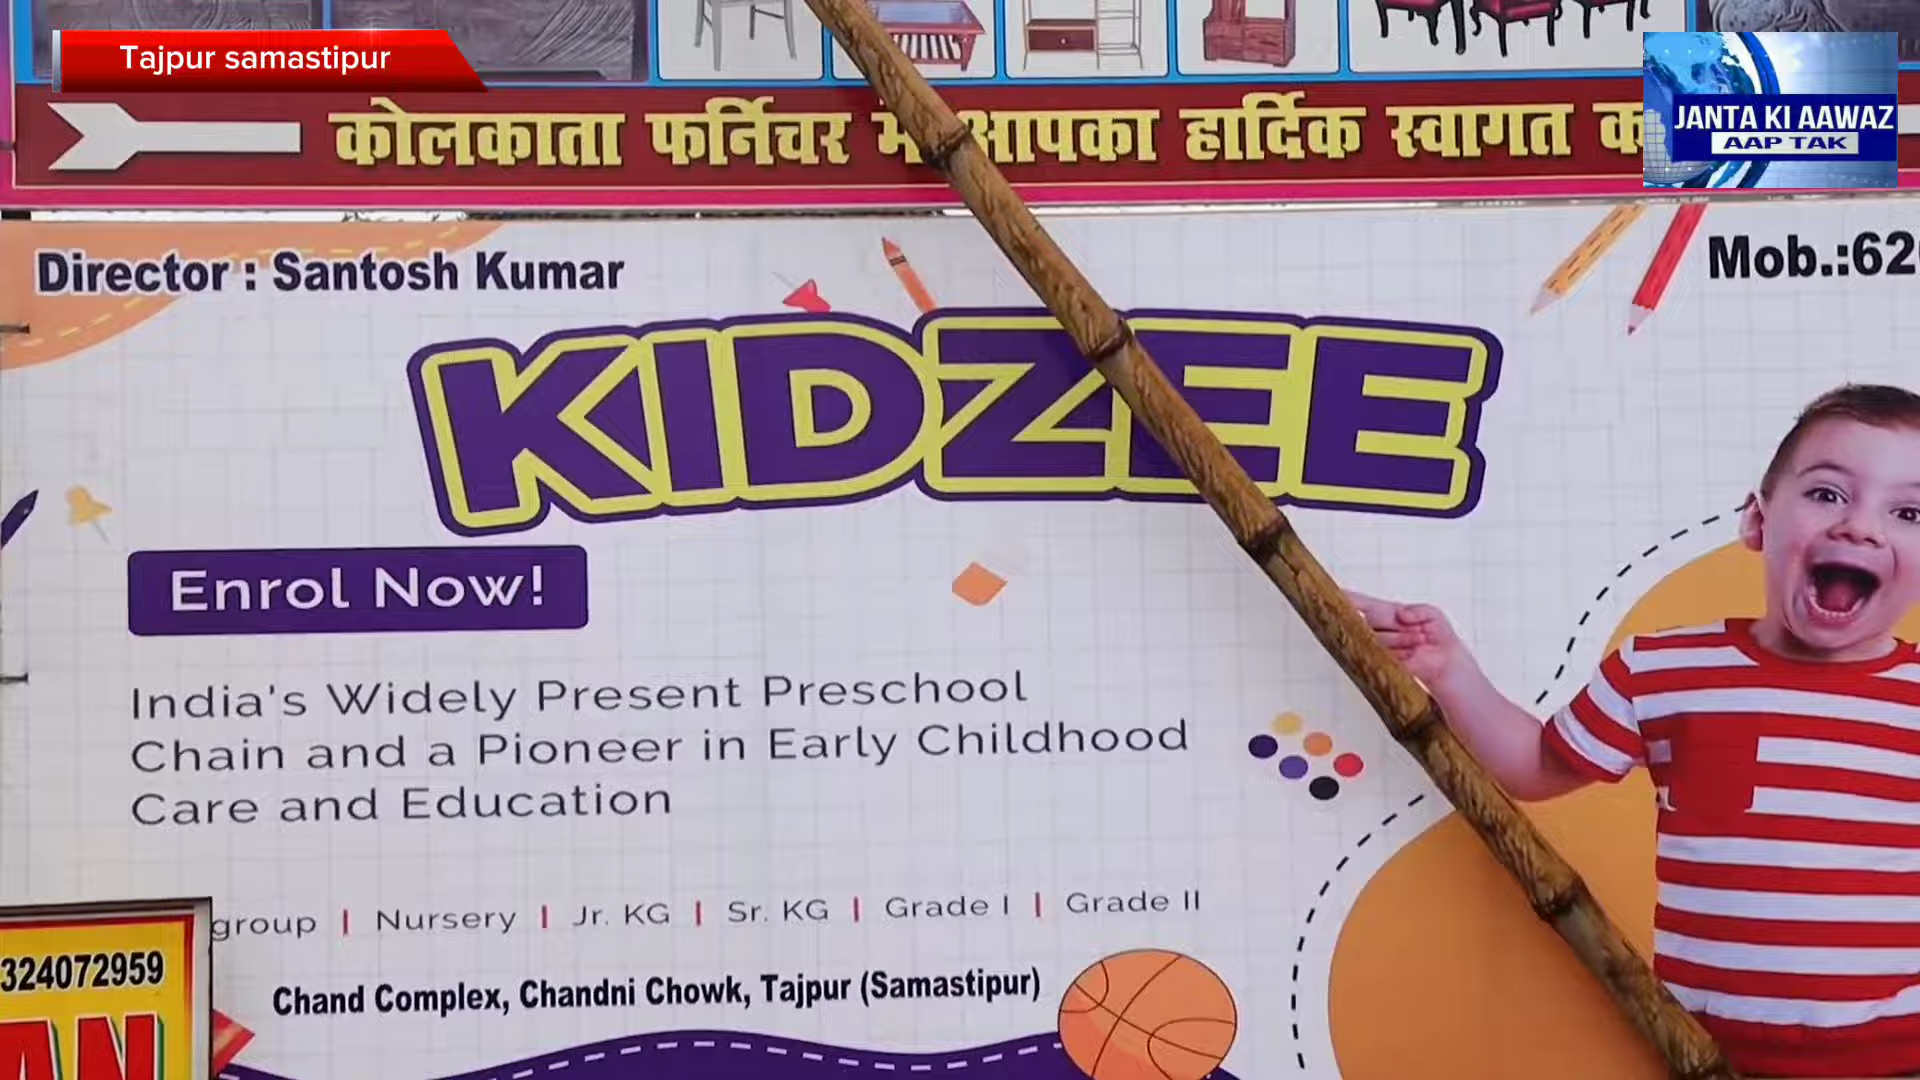 Tajpur samastipur
JANTA KI AAWAZ
AAP TAK
कोलकाता फर्निचर में आपका हार्दिक स्वागत
Director : Santosh Kumar
Mob.:62
KIDZEE
Enrol Now!
India's Widely Present Preschool
Chain and a Pioneer in Early Childhood
Care and Education
group | Nursery | Jr. KG | Sr. KG | Grade I | Grade II
324072959
Chand Complex, Chandni Chowk, Tajpur (Samastipur)
AN